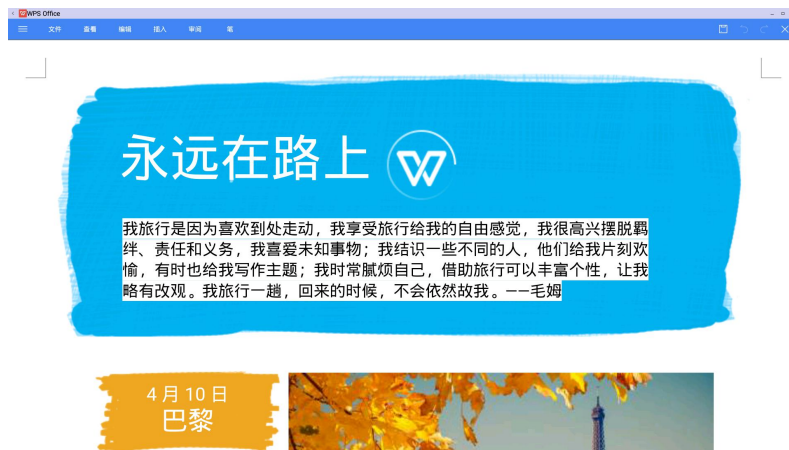 WPS Office
文件 查看 编辑 插入 审阅 笔
永远在路上
我旅行是因为喜欢到处走动，我享受旅行给我的自由感觉，我很高兴摆脱羁
绊、责任和义务，我喜爱未知事物；我结识一些不同的人，他们给我片刻欢
愉，有时也给我写作主题；我时常腻烦自己，借助旅行可以丰富个性，让我
略有改观。我旅行一趟，回来的时候，不会依然故我。——毛姆
4 月 10 日
巴黎